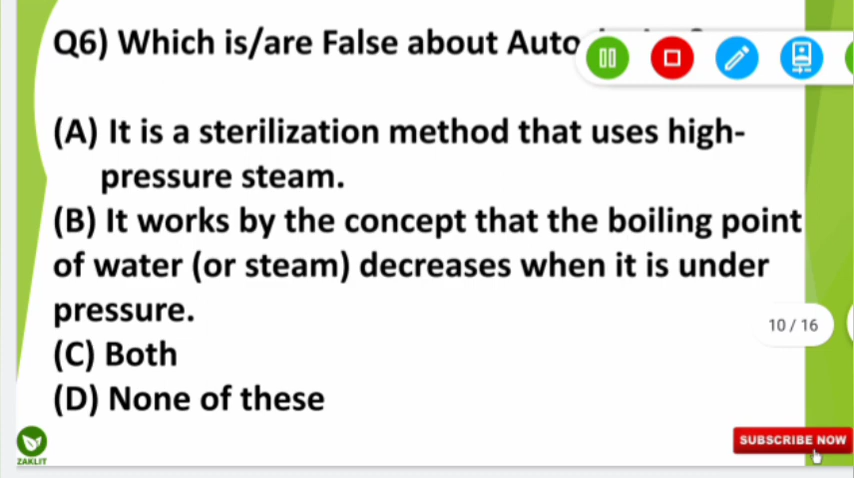 Q6) Which is/are False about Auto
(A) It is a sterilization method that uses high-
pressure steam.
(B) It works by the concept that the boiling point
of water (or steam) decreases when it is under
pressure.
10 / 16
(C) Both
(D) None of these
SUBSCRIBE NOW
ZAKLIT